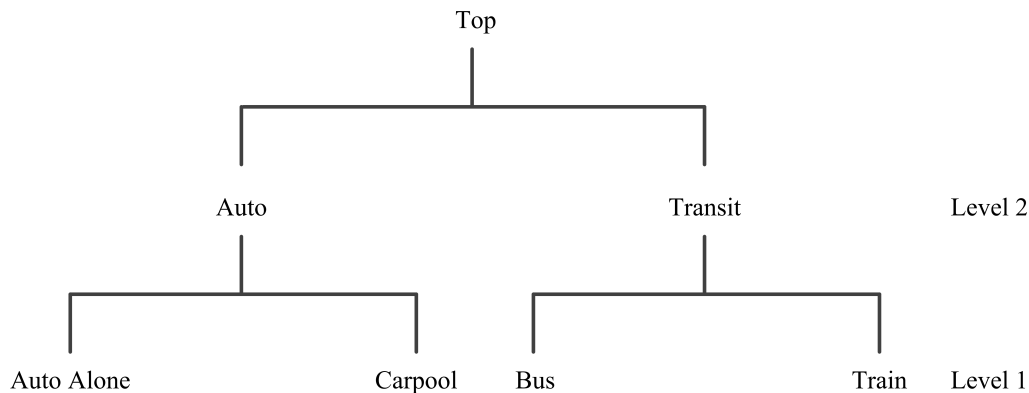 Top
Auto
Transit
Level 2
Auto Alone
Carpool
Bus
Train
Level 1